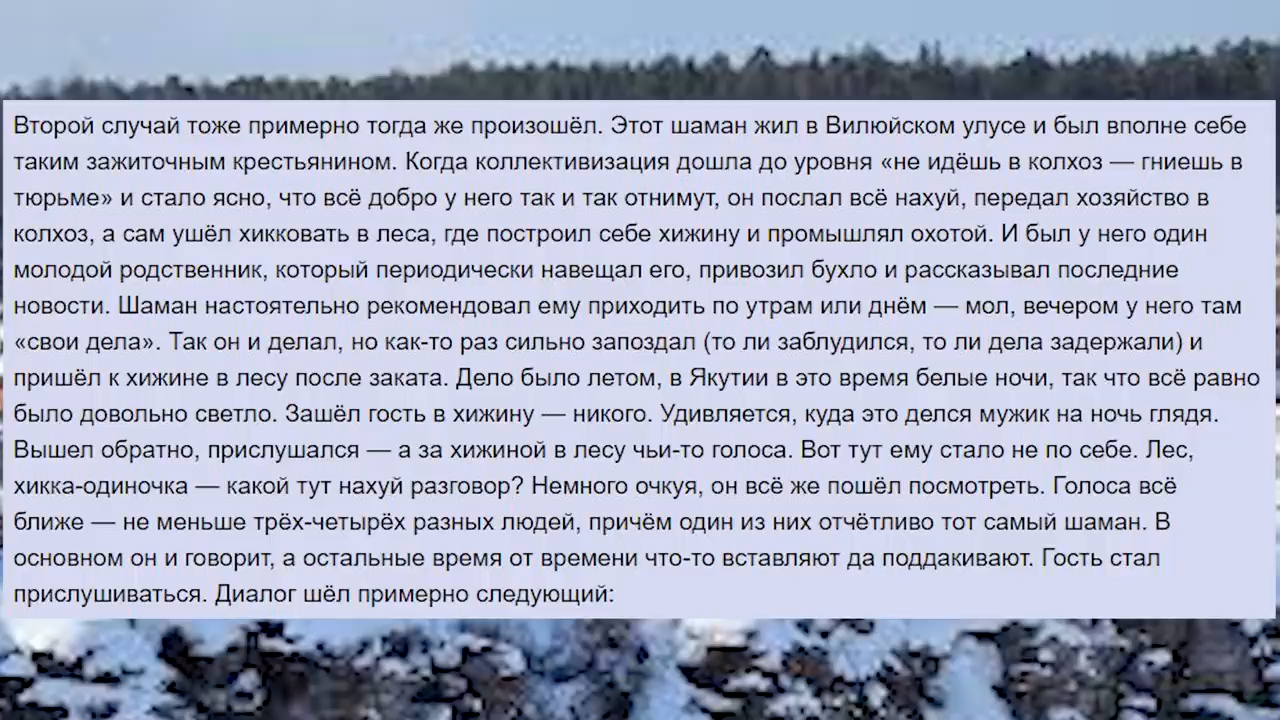 Второй случай тоже примерно тогда же произошёл. Этот шаман жил в Вилюйском улусе и был вполне себе
таким зажиточным крестьянином. Когда коллективизация дошла до уровня «не идёшь в колхоз — гниешь в
тюрьме» и стало ясно, что всё добро у него так и так отнимут, он послал всё нахуй, передал хозяйство в
колхоз, а сам ушёл хикковать в леса, где построил себе хижину и промышлял охотой. И был у него один
молодой родственник, который периодически навещал его, привозил бухло и рассказывал последние
новости. Шаман настоятельно рекомендовал ему приходить по утрам или днём — мол, вечером у него там
«свои дела». Так он и делал, но как-то раз сильно запоздал (то ли заблудился, то ли дела задержали) и
пришёл к хижине в лесу после заката. Дело было летом, в Якутии в это время белые ночи, так что всё равно
было довольно светло. Зашёл гость в хижину — никого. Удивляется, куда это делся мужик на ночь глядя.
Вышел обратно, прислушался — а за хижиной в лесу чьи-то голоса. Вот тут ему стало не по себе. Лес,
хикка-одиночка — какой тут нахуй разговор? Немного очкуя, он всё же пошёл посмотреть. Голоса всё
ближе — не меньше трёх-четырёх разных людей, причём один из них отчётливо тот самый шаман. В
основном он и говорит, а остальные время от времени что-то вставляют да поддакивают. Гость стал
прислушиваться. Диалог шёл примерно следующий: